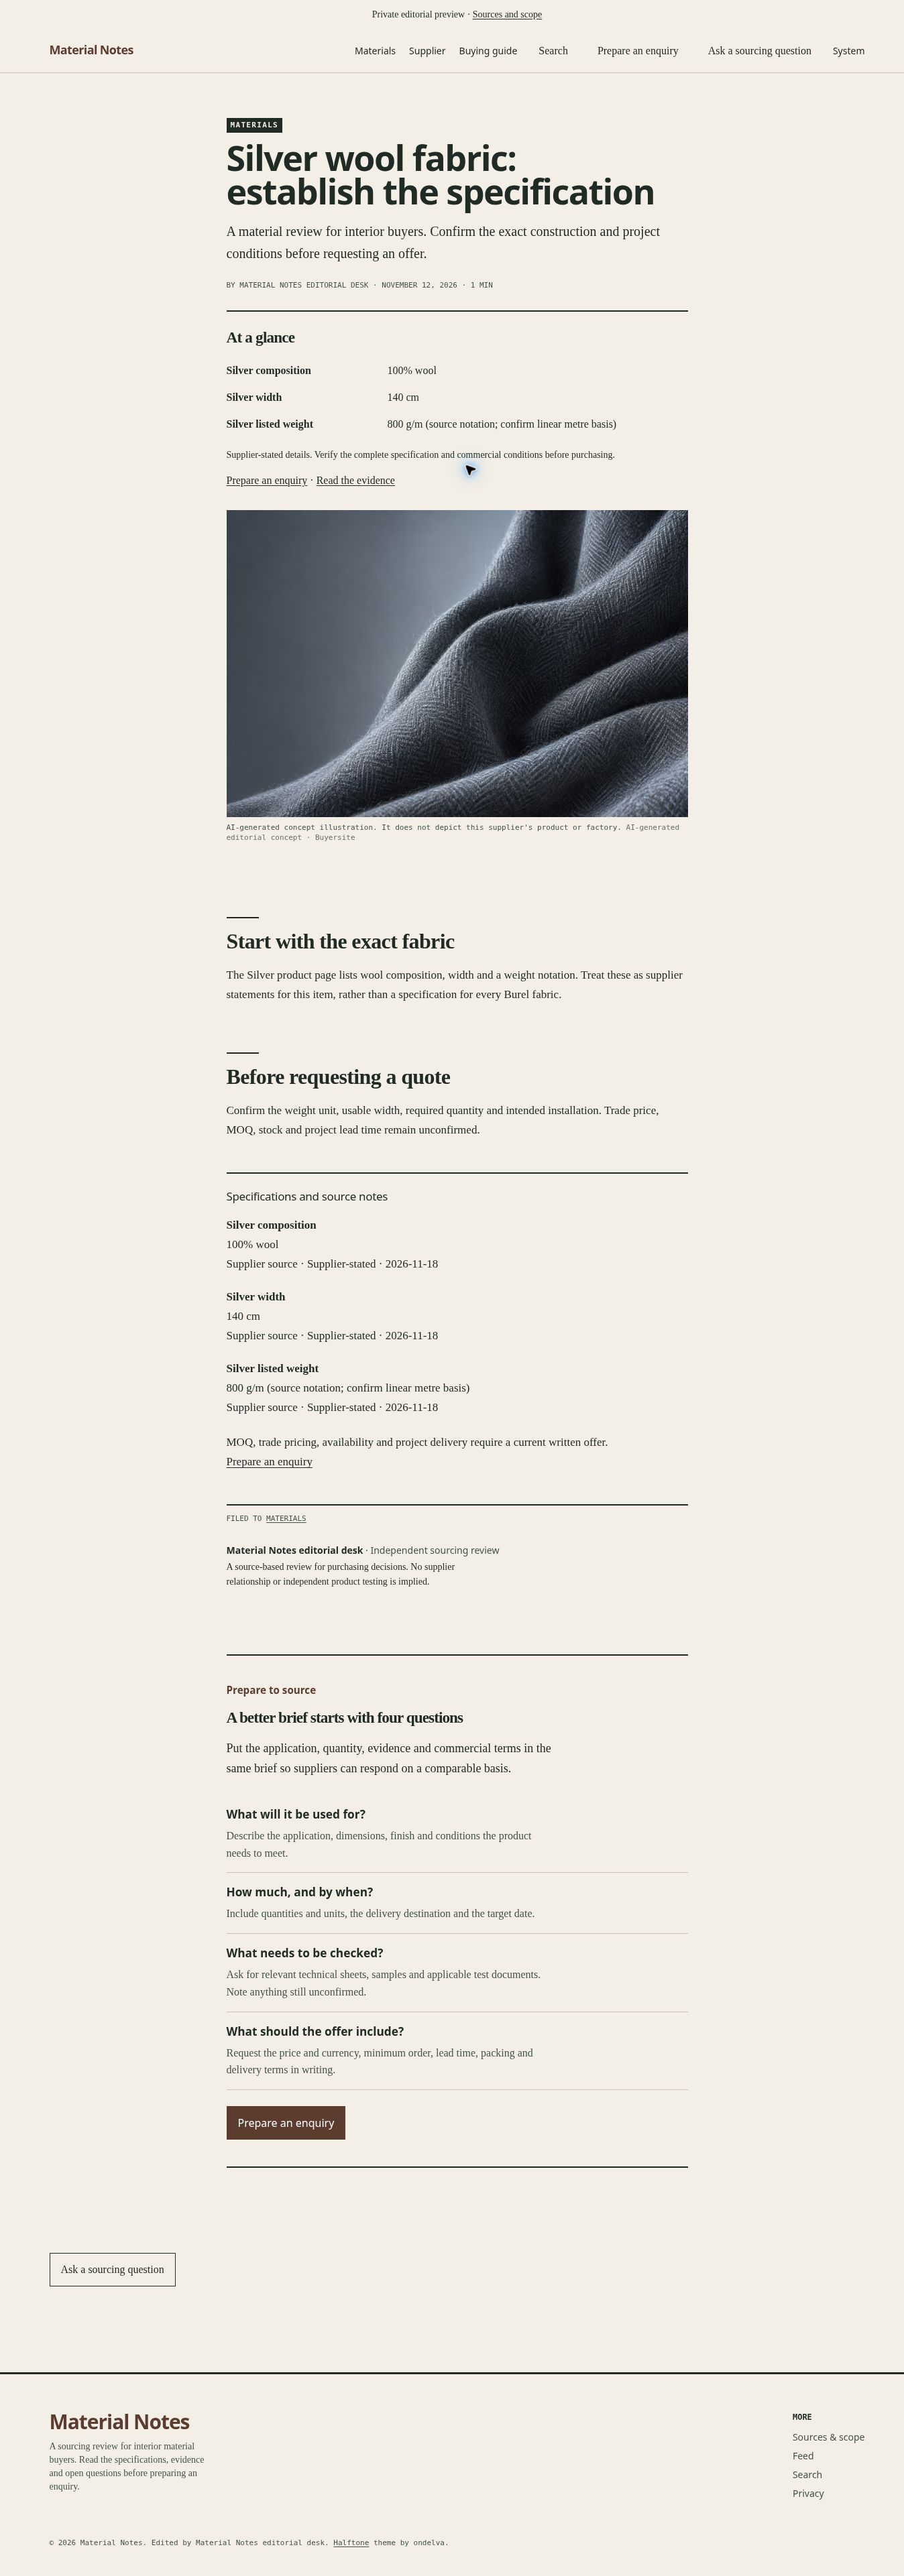 Private editorial preview · Sources and scope
Material Notes
Materials Supplier Buying guide Search Prepare an enquiry Ask a sourcing question System
MATERIALS
Silver wool fabric:
establish the specification
A material review for interior buyers. Confirm the exact construction and project
conditions before requesting an offer.
BY MATERIAL NOTES EDITORIAL DESK · NOVEMBER 12, 2026 · 1 MIN
At a glance
Silver composition 100% wool
Silver width 140 cm
Silver listed weight 800 g/m (source notation; confirm linear metre basis)
Supplier-stated details. Verify the complete specification and commercial conditions before purchasing.
Prepare an enquiry · Read the evidence
AI-generated concept illustration. It does not depict this supplier's product or factory. AI-generated
editorial concept · Buyersite
Start with the exact fabric
The Silver product page lists wool composition, width and a weight notation. Treat these as supplier
statements for this item, rather than a specification for every Burel fabric.
Before requesting a quote
Confirm the weight unit, usable width, required quantity and intended installation. Trade price,
MOQ, stock and project lead time remain unconfirmed.
Specifications and source notes
Silver composition
100% wool
Supplier source · Supplier-stated · 2026-11-18
Silver width
140 cm
Supplier source · Supplier-stated · 2026-11-18
Silver listed weight
800 g/m (source notation; confirm linear metre basis)
Supplier source · Supplier-stated · 2026-11-18
MOQ, trade pricing, availability and project delivery require a current written offer.
Prepare an enquiry
FILED TO MATERIALS
Material Notes editorial desk · Independent sourcing review
A source-based review for purchasing decisions. No supplier
relationship or independent product testing is implied.
Prepare to source
A better brief starts with four questions
Put the application, quantity, evidence and commercial terms in the
same brief so suppliers can respond on a comparable basis.
What will it be used for?
Describe the application, dimensions, finish and conditions the product
needs to meet.
How much, and by when?
Include quantities and units, the delivery destination and the target date.
What needs to be checked?
Ask for relevant technical sheets, samples and applicable test documents.
Note anything still unconfirmed.
What should the offer include?
Request the price and currency, minimum order, lead time, packing and
delivery terms in writing.
Prepare an enquiry
Ask a sourcing question
Material Notes
A sourcing review for interior material
buyers. Read the specifications, evidence
and open questions before preparing an
enquiry.
MORE
Sources & scope
Feed
Search
Privacy
© 2026 Material Notes. Edited by Material Notes editorial desk. Halftone theme by ondelva.